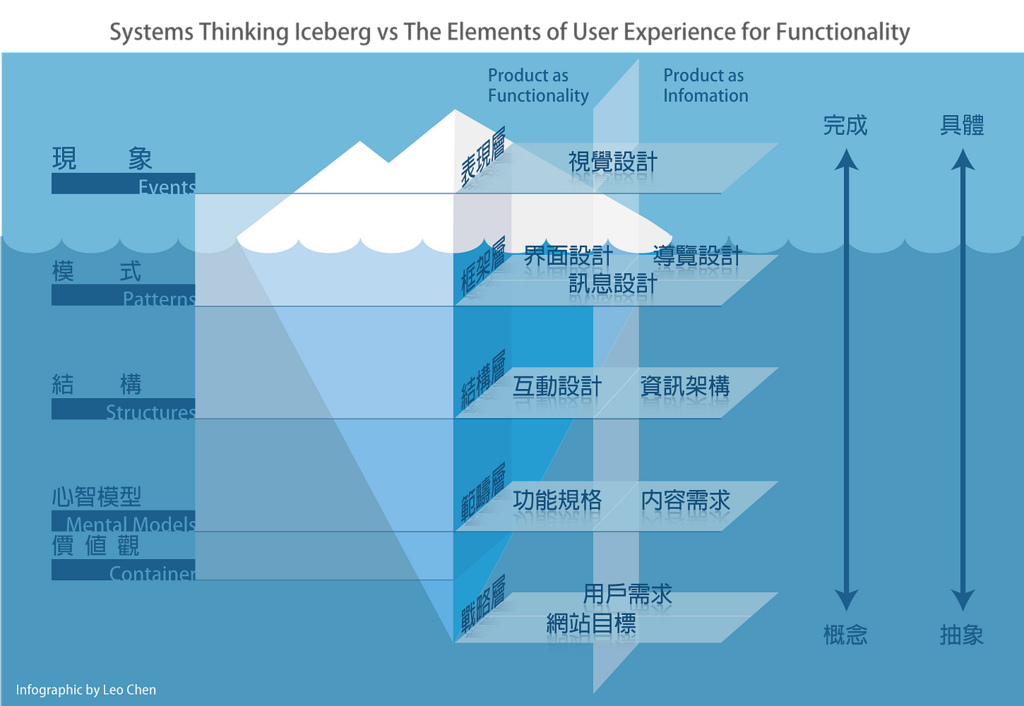 Systems Thinking Iceberg vs The Elements of User Experience for Functionality
Product as
Functionality
Product as
Infomation
完成
具體
現象
Events
表現層
視覺設計
模式
Patterns
框架層
界面設計
導覽設計
訊息設計
結構
Structures
結構層
互動設計
資訊架構
心智模型
Mental Models
範疇層
功能規格
内容需求
價值觀
Container
戰略層
用戶需求
網站目標
概念
抽象
Infographic by Leo Chen